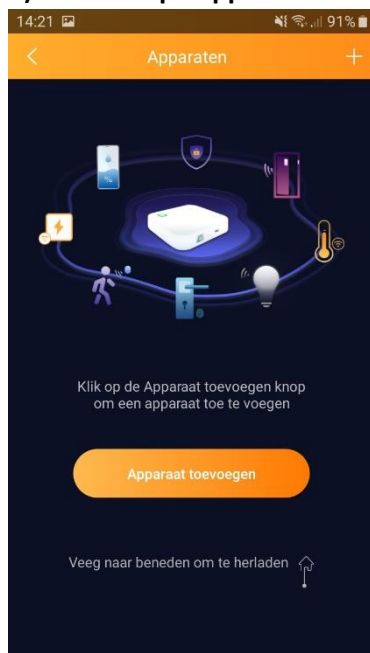 14:21 91%
Apparaten
Klik op de Apparaat toevoegen knop
om een apparaat toe te voegen
Apparaat toevoegen
Veeg naar beneden om te herladen